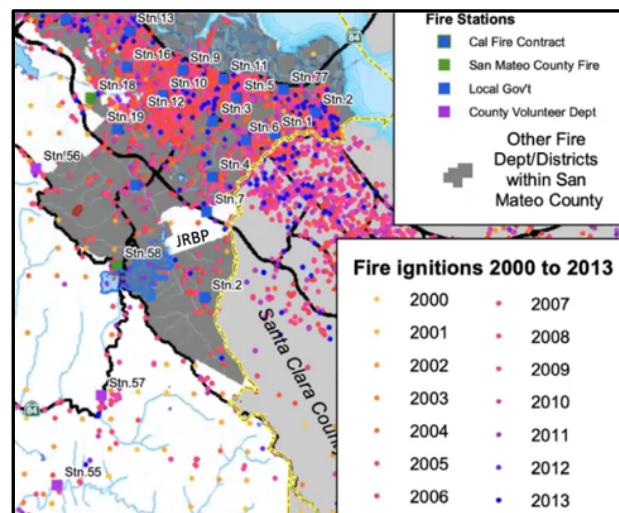 Stn.13
84
Stn.16
Stn.9
Stn.11
Stn.18
Stn.10
Stn.5
Stn.77
Stn.12
Stn.3
Stn.2
Stn.19
Stn.6
Stn.1
Stn.56
Stn.4
Stn.7
JRBP
Stn.58
Stn.2
Stn.57
84
Stn.55
Santa Clara Coun
Fire Stations
Cal Fire Contract
San Mateo County Fire
Local Gov't
County Volunteer Dept
Other Fire
Dept/Districts
within San
Mateo County
Fire ignitions 2000 to 2013
2000 2007
2001 2008
2002 2009
2003 2010
2004 2011
2005 2012
2006 2013